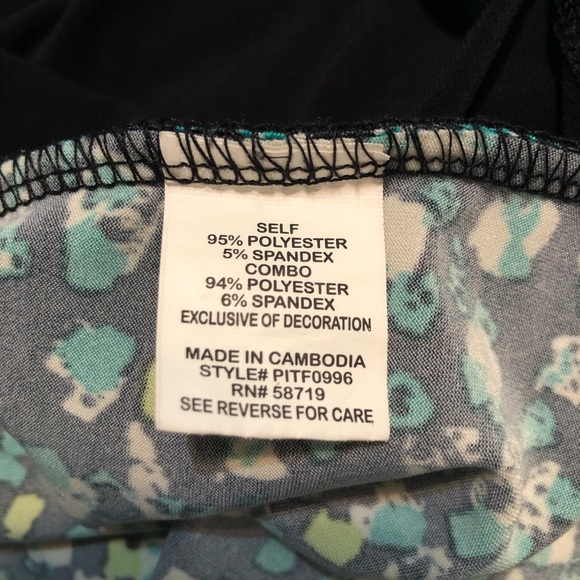 SELF
95% POLYESTER
5% SPANDEX
COMBO
94% POLYESTER
6% SPANDEX
EXCLUSIVE OF DECORATION
MADE IN CAMBODIA
STYLE# PITF0996
RN# 58719
SEE REVERSE FOR CARE